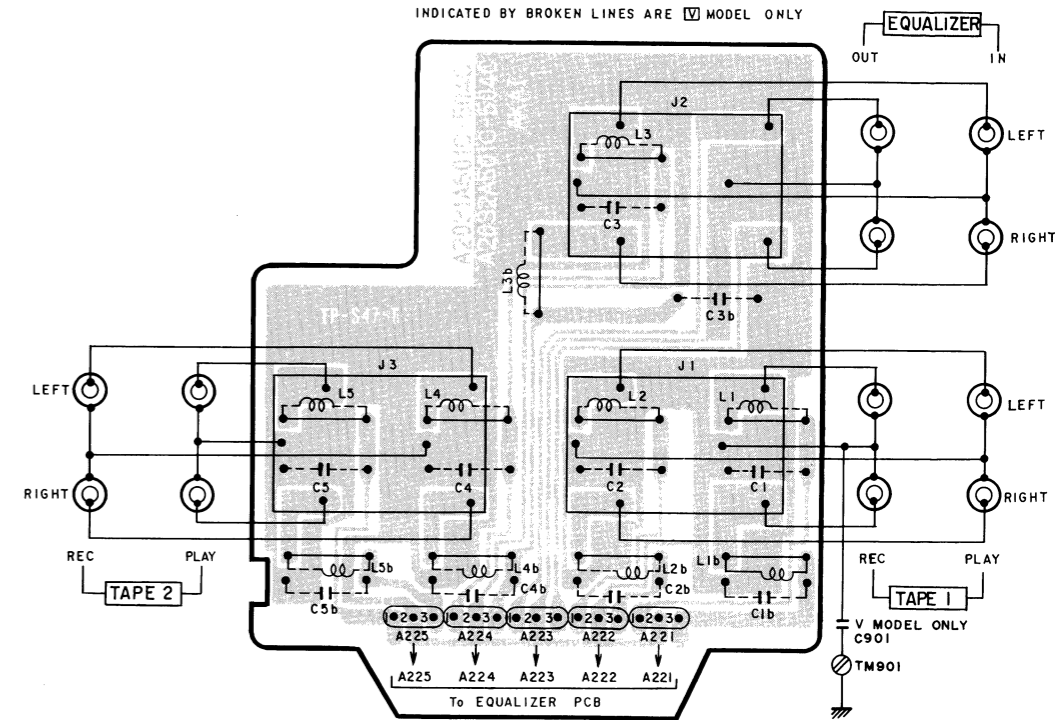 INDICATED BY BROKEN LINES ARE V MODEL ONLY
EQUALIZER
OUT
IN
J2
L3
LEFT
C3
RIGHT
L3b
C3b
TP-S47-1
J3
J1
LEFT
L5
L4
L2
L1
LEFT
RIGHT
C5
C4
C2
C1
RIGHT
REC
PLAY
L5b
L4b
L2b
L1b
REC
PLAY
TAPE 2
C5b
C4b
C2b
C1b
TAPE 1
1 2 3
1 2 3
1 2 3
1 2 3
1 2 3
V MODEL ONLY
C901
A225
A224
A223
A222
A221
TM901
A225
A224
A223
A222
A221
To EQUALIZER PCB